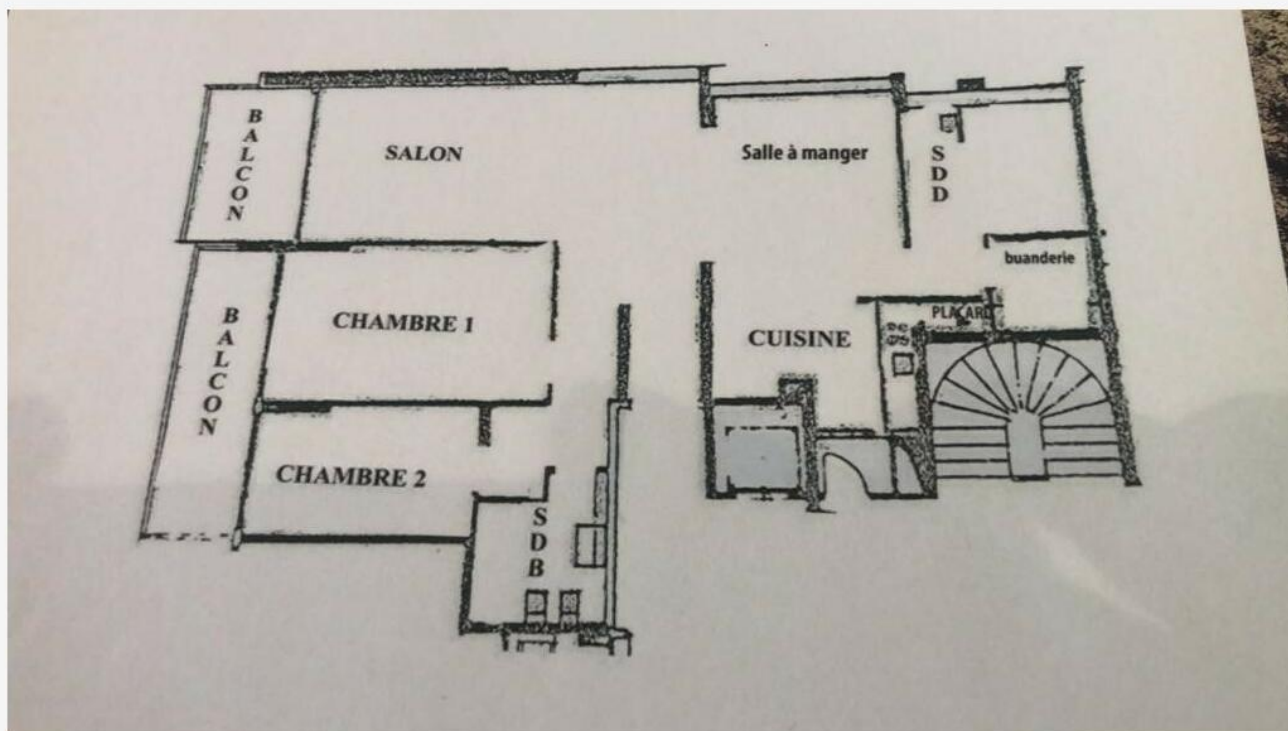 BALCON
SALON
Salle à manger
SDD
buanderie
PLACARD
BALCON
CHAMBRE 1
CUISINE
CHAMBRE 2
SDB